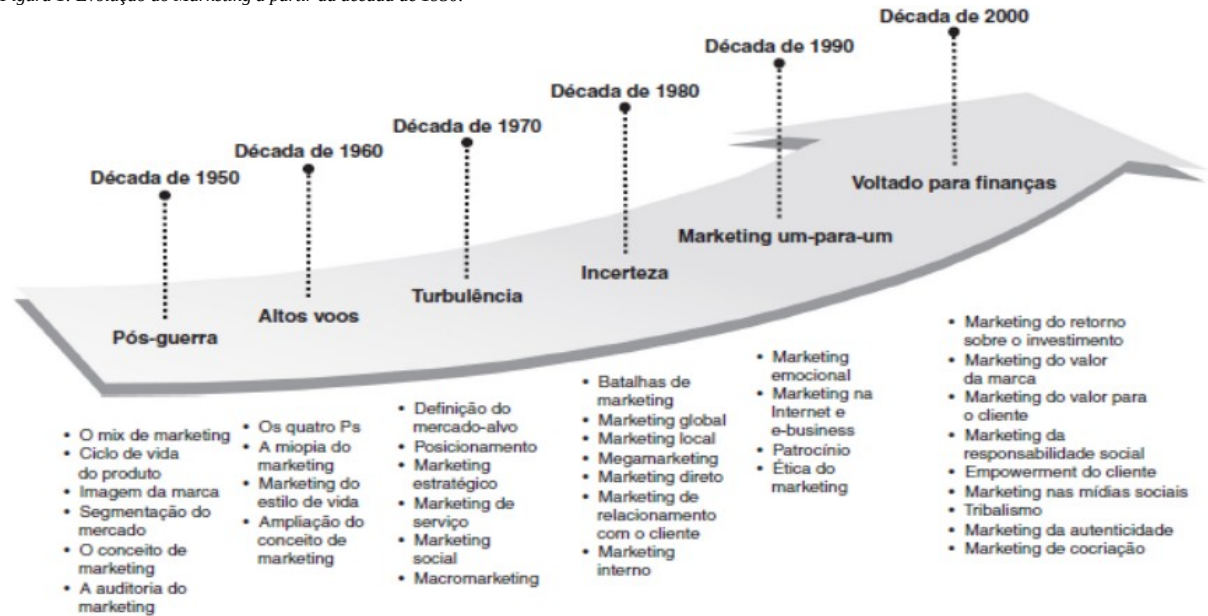 Figura 1: Evolução do Marketing a partir da década de 1950.
Década de 1950
Pós-guerra
• O mix de marketing
• Ciclo de vida
do produto
• Imagem da marca
• Segmentação do
mercado
• O conceito de
marketing
• A auditoria do
marketing
Década de 1960
Altos voos
• Os quatro Ps
• A miopia do
marketing
• Marketing do
estilo de vida
• Ampliação do
conceito de
marketing
Década de 1970
Turbulência
• Definição do
mercado-alvo
• Posicionamento
• Marketing
estratégico
• Marketing de
serviço
• Marketing
social
• Macromarketing
Década de 1980
Incerteza
• Batalhas de
marketing
• Marketing global
• Marketing local
• Megamarketing
• Marketing direto
• Marketing de
relacionamento
com o cliente
• Marketing
interno
Década de 1990
Marketing um-para-um
• Marketing
emocional
• Marketing na
Internet e
e-business
• Patrocínio
• Ética do
marketing
Década de 2000
Voltado para finanças
• Marketing do retorno
sobre o investimento
• Marketing do valor
da marca
• Marketing do valor para
o cliente
• Marketing da
responsabilidade social
• Empowerment do cliente
• Marketing nas mídias sociais
• Tribalismo
• Marketing da autenticidade
• Marketing de cocriação